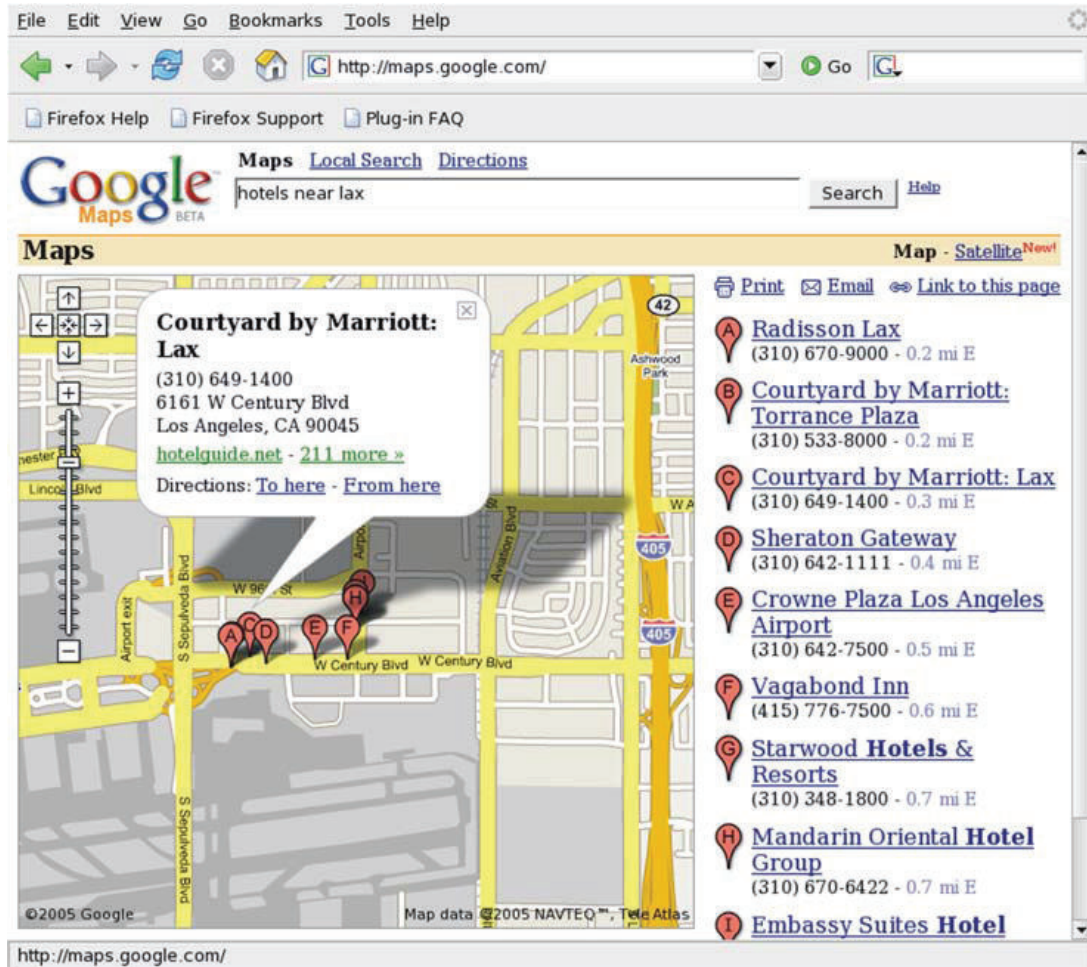 File Edit View Go Bookmarks Tools Help
http://maps.google.com/ Go
Firefox Help Firefox Support Plug-in FAQ
Google Maps BETA
Maps Local Search Directions
hotels near lax Search Help
Maps Map - Satellite New!
Print Email Link to this page
Courtyard by Marriott:
Lax
(310) 649-1400
6161 W Century Blvd
Los Angeles, CA 90045
hotelguide.net - 211 more »
Directions: To here - From here
42
Ashwood
Park
Lincoln Blvd
W A
405
405
Aviation Blvd
Airport
W 96 St
S Sepulveda Blvd
Airport exit
A C D E F H
W Century Blvd W Century Blvd
S Sepulveda Blvd
©2005 Google
Map data ©2005 NAVTEQ™, Tele Atlas
A Radisson Lax
(310) 670-9000 - 0.2 mi E
B Courtyard by Marriott:
Torrance Plaza
(310) 533-8000 - 0.2 mi E
C Courtyard by Marriott: Lax
(310) 649-1400 - 0.3 mi E
D Sheraton Gateway
(310) 642-1111 - 0.4 mi E
E Crowne Plaza Los Angeles
Airport
(310) 642-7500 - 0.5 mi E
F Vagabond Inn
(415) 776-7500 - 0.6 mi E
G Starwood Hotels &
Resorts
(310) 348-1800 - 0.7 mi E
H Mandarin Oriental Hotel
Group
(310) 670-6422 - 0.7 mi E
I Embassy Suites Hotel
http://maps.google.com/